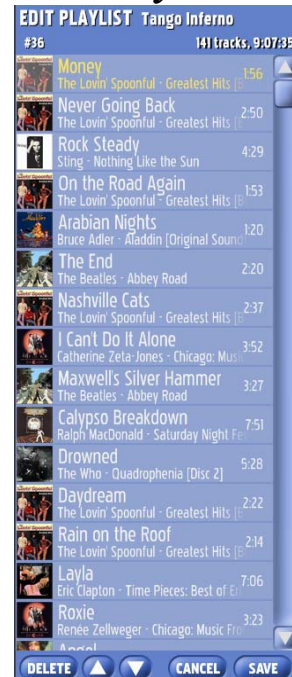 EDIT PLAYLIST Tango Inferno
#36 141 tracks, 9:07:35
Money 1:56
The Lovin' Spoonful - Greatest Hits [B
Never Going Back 2:50
The Lovin' Spoonful - Greatest Hits [
Rock Steady 4:29
Sting - Nothing Like the Sun
On the Road Again 1:53
The Lovin' Spoonful - Greatest Hits [B
Arabian Nights 1:20
Bruce Adler - Aladdin [Original Sound
The End 2:20
The Beatles - Abbey Road
Nashville Cats 2:37
The Lovin' Spoonful - Greatest Hits [B
I Can't Do It Alone 3:52
Catherine Zeta-Jones - Chicago: Musi
Maxwell's Silver Hammer 3:27
The Beatles - Abbey Road
Calypso Breakdown 7:51
Ralph MacDonald - Saturday Night Fe
Drowned 5:28
The Who - Quadrophenia [Disc 2]
Daydream 2:22
The Lovin' Spoonful - Greatest Hits [B
Rain on the Roof 2:14
The Lovin' Spoonful - Greatest Hits [B
Layla 7:06
Eric Clapton - Time Pieces: Best of Er
Roxie 3:23
Renée Zellweger - Chicago: Music Fro
Angel
DELETE CANCEL SAVE